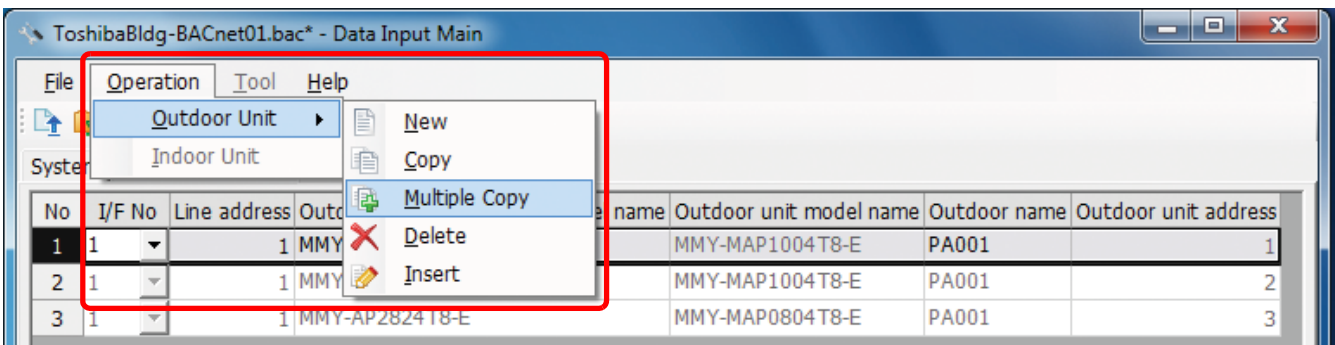 ToshibaBldg-BACnet01.bac* - Data Input Main
File Operation Tool Help
Outdoor Unit New
Indoor Unit Copy
Multiple Copy
Delete
Insert
No I/F No Line address name Outdoor unit model name Outdoor name Outdoor unit address
1 1 1 MMY MMY-MAP1004T8-E PA001 1
2 1 1 MMY MMY-MAP1004T8-E PA001 2
3 1 1 MMY-AP2824T8-E MMY-MAP0804T8-E PA001 3